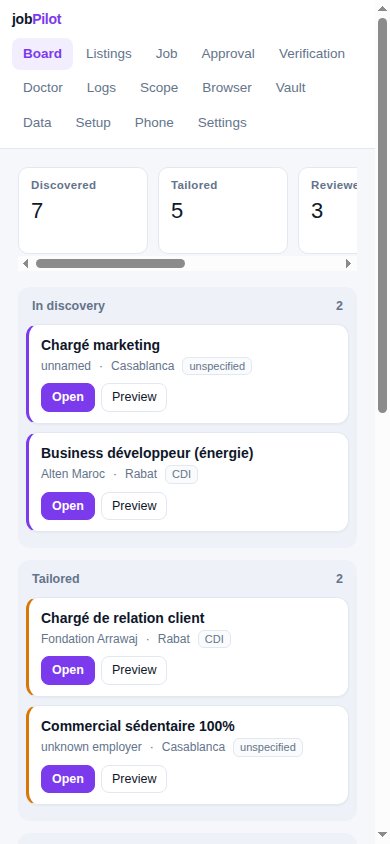 jobPilot
Board Listings Job Approval Verification
Doctor Logs Scope Browser Vault
Data Setup Phone Settings
Discovered Tailored Reviewe
7 5 3
In discovery 2
Chargé marketing
unnamed · Casablanca unspecified
Open Preview
Business développeur (énergie)
Alten Maroc · Rabat CDI
Open Preview
Tailored 2
Chargé de relation client
Fondation Arrawaj · Rabat CDI
Open Preview
Commercial sédentaire 100%
unknown employer · Casablanca unspecified
Open Preview